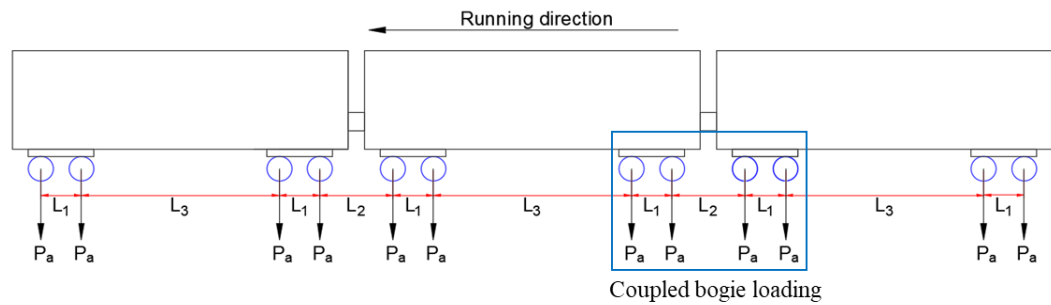 Running direction
L₁ L₃ L₁ L₂ L₁ L₃ L₁ L₂ L₁ L₃ L₁
Pₐ Pₐ Pₐ Pₐ Pₐ Pₐ Pₐ Pₐ Pₐ Pₐ Pₐ Pₐ
Coupled bogie loading